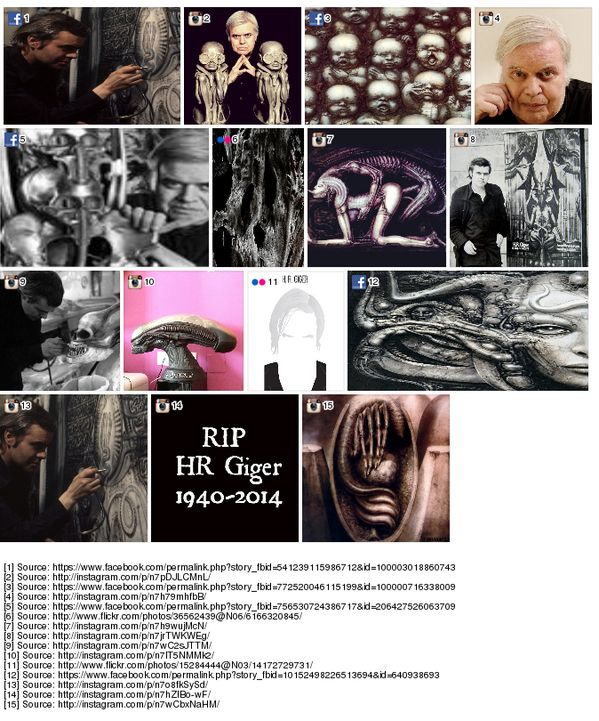 1
2
3
4
5
6
7
8
HR Giger
9
10
11
H.R. GIGER
12
13
14
RIP
HR Giger
1940-2014
15
[1] Source: https://www.facebook.com/permalink.php?story_fbid=541239115986712&id=100003018860743
[2] Source: http://instagram.com/p/n7pDJLCMnL/
[3] Source: https://www.facebook.com/permalink.php?story_fbid=772520046115199&id=100000716338009
[4] Source: http://instagram.com/p/n7h79mhfbB/
[5] Source: https://www.facebook.com/permalink.php?story_fbid=756530724386717&id=206427526063709
[6] Source: http://www.flickr.com/photos/36562439@N06/6166320845/
[7] Source: http://instagram.com/p/n7h9wujMcN/
[8] Source: http://instagram.com/p/n7jrTWKWEg/
[9] Source: http://instagram.com/p/n7wC2sJTTM/
[10] Source: http://instagram.com/p/n7lT5NMMk2/
[11] Source: http://www.flickr.com/photos/15284444@N03/14172729731/
[12] Source: https://www.facebook.com/permalink.php?story_fbid=10152498226513694&id=640938693
[13] Source: http://instagram.com/p/n7o8fkSySd/
[14] Source: http://instagram.com/p/n7hZlBo-wF/
[15] Source: http://instagram.com/p/n7wCbxNaHM/